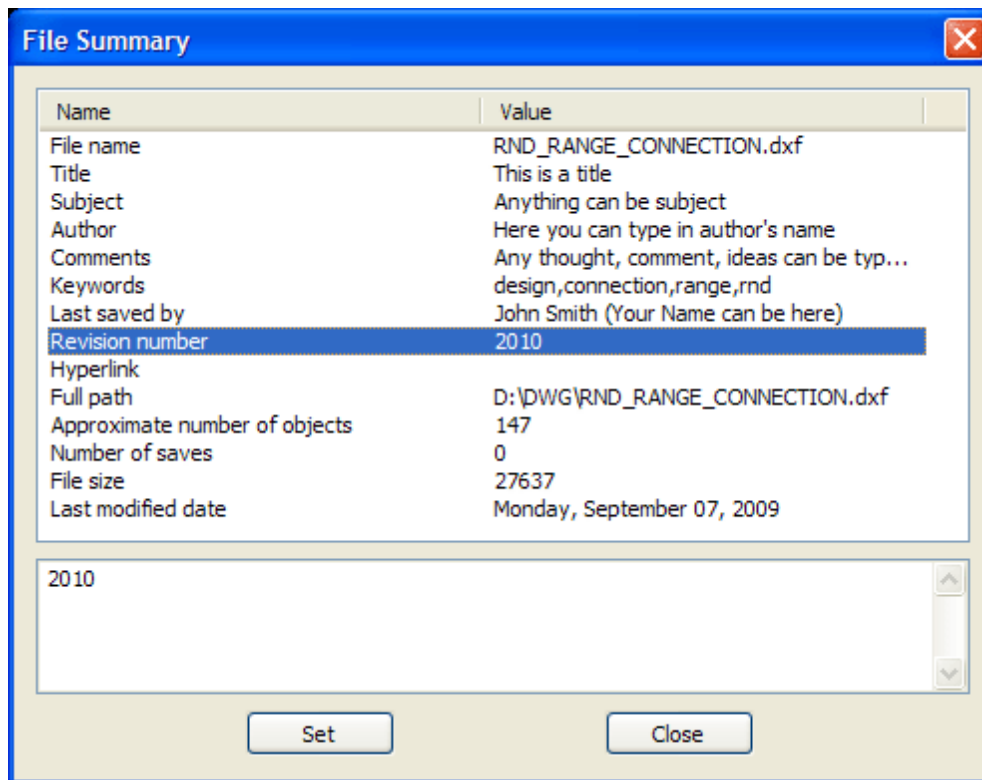 File Summary
Name Value
File name RND_RANGE_CONNECTION.dxf
Title This is a title
Subject Anything can be subject
Author Here you can type in author's name
Comments Any thought, comment, ideas can be typ...
Keywords design,connection,range,rnd
Last saved by John Smith (Your Name can be here)
Revision number 2010
Hyperlink
Full path D:\DWG\RND_RANGE_CONNECTION.dxf
Approximate number of objects 147
Number of saves 0
File size 27637
Last modified date Monday, September 07, 2009
2010
Set Close